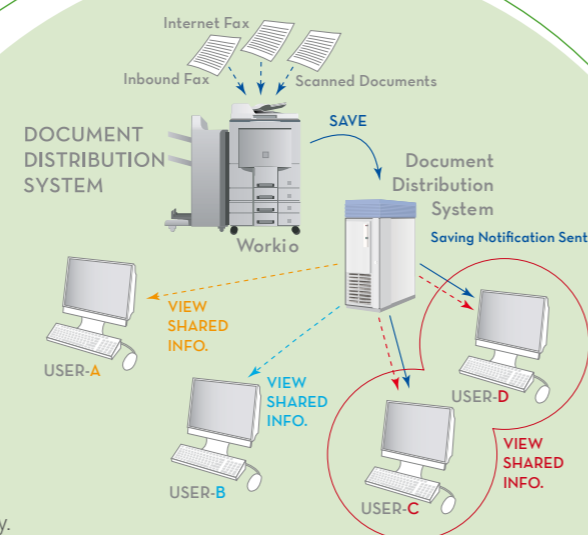 Internet Fax
Inbound Fax
Scanned Documents
DOCUMENT
DISTRIBUTION
SYSTEM
SAVE
Workio
Document
Distribution
System
Saving Notification Sent
VIEW
SHARED
INFO.
USER-A
VIEW
SHARED
INFO.
USER-B
USER-D
VIEW
SHARED
INFO.
USER-C
y.